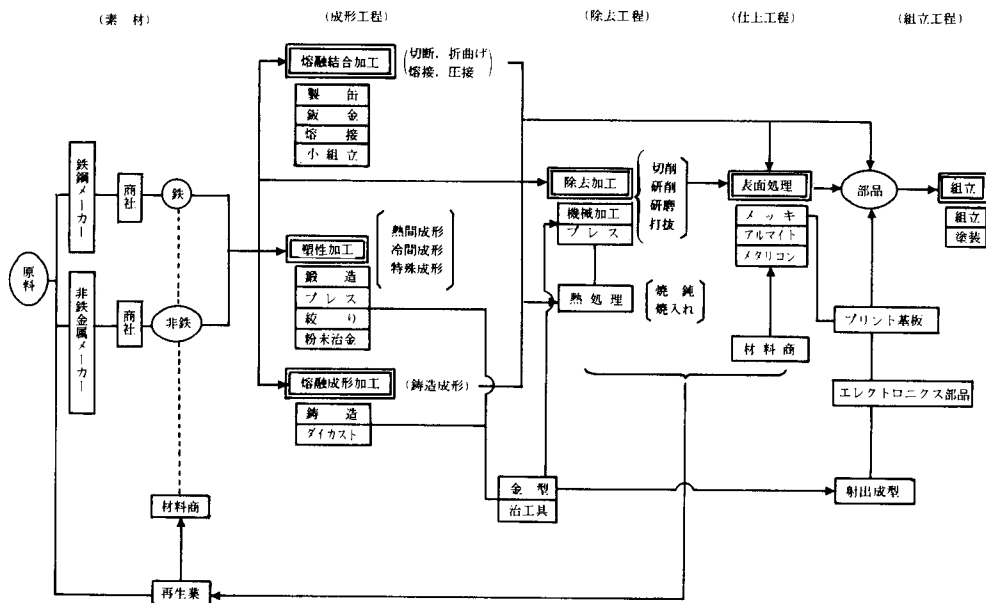 (素 材)
(成形工程)
(除去工程)
(仕上工程)
(組立工程)
原料
鉄鋼メーカー
商社
鉄
非鉄金属メーカー
商社
非鉄
材料商
再生業
熔融結合加工
(切断，折曲げ
熔接，圧接)
製 缶
鈑 金
熔 接
小 組 立
塑性加工
熱間成形
冷間成形
特殊成形
鍛 造
プ レ ス
絞 り
粉末治金
熔融成形加工
(鋳造成形)
鋳 造
ダイカスト
除去加工
切削
研削
研磨
打抜
機械加工
プ レ ス
熱 処 理
焼 鈍
焼入れ
金 型
治工具
表面処理
メ ッ キ
アルマイト
メタリコン
材 料 商
部品
プリント基板
エレクトロニクス部品
射出成型
組立
組立
塗装